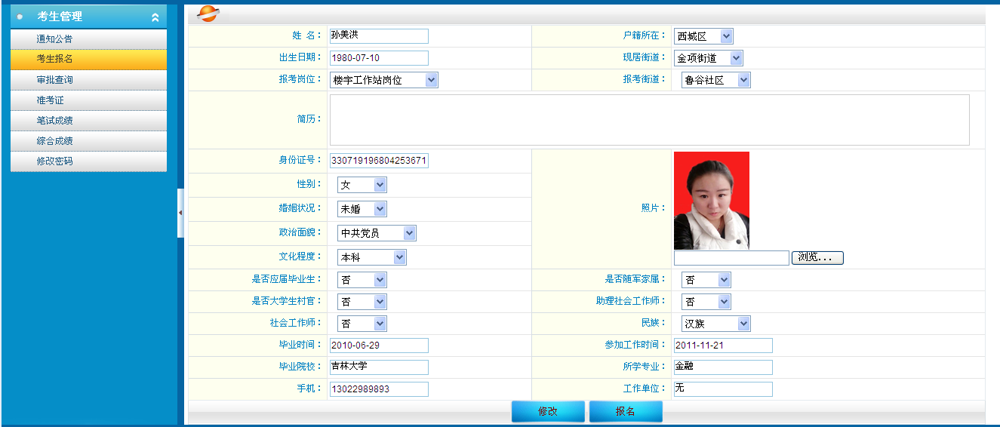 考生管理
通知公告
考生报名
审批查询
准考证
笔试成绩
综合成绩
修改密码
姓 名： 孙美洪 户籍所在： 西城区
出生日期： 1980-07-10 现居街道： 金顶街道
报考岗位： 楼宇工作站岗位 报考街道： 鲁谷社区
简历：
身份证号： 330719196804253671
性别： 女
婚姻状况： 未婚
照片：
政治面貌： 中共党员
文化程度： 本科 浏览...
是否应届毕业生： 否 是否随军家属： 否
是否大学生村官： 否 助理社会工作师： 否
社会工作师： 否 民族： 汉族
毕业时间： 2010-06-29 参加工作时间： 2011-11-21
毕业院校： 吉林大学 所学专业： 金融
手机： 13022989893 工作单位： 无
修改 报名